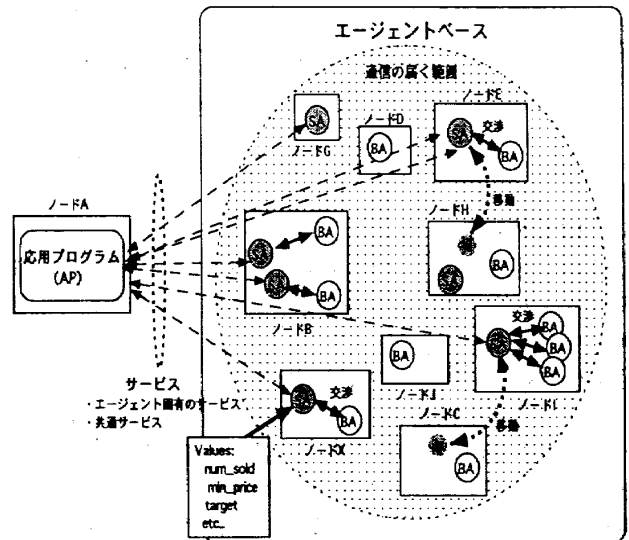 エージェントベース
通信の届く範囲
ノードE
SA
交渉
BA
ノードD
BA
SA
ノードG
移動
ノードA
応用プログラム
(AP)
ノードH
BA
BA
BA
ノードB
サービス
・エージェント固有のサービス
・共通サービス
BA
ノードJ
交渉
BA
BA
BA
ノードI
移動
交渉
BA
ノードX
ノードC
BA
Values:
num_sold
min_price
target
etc..